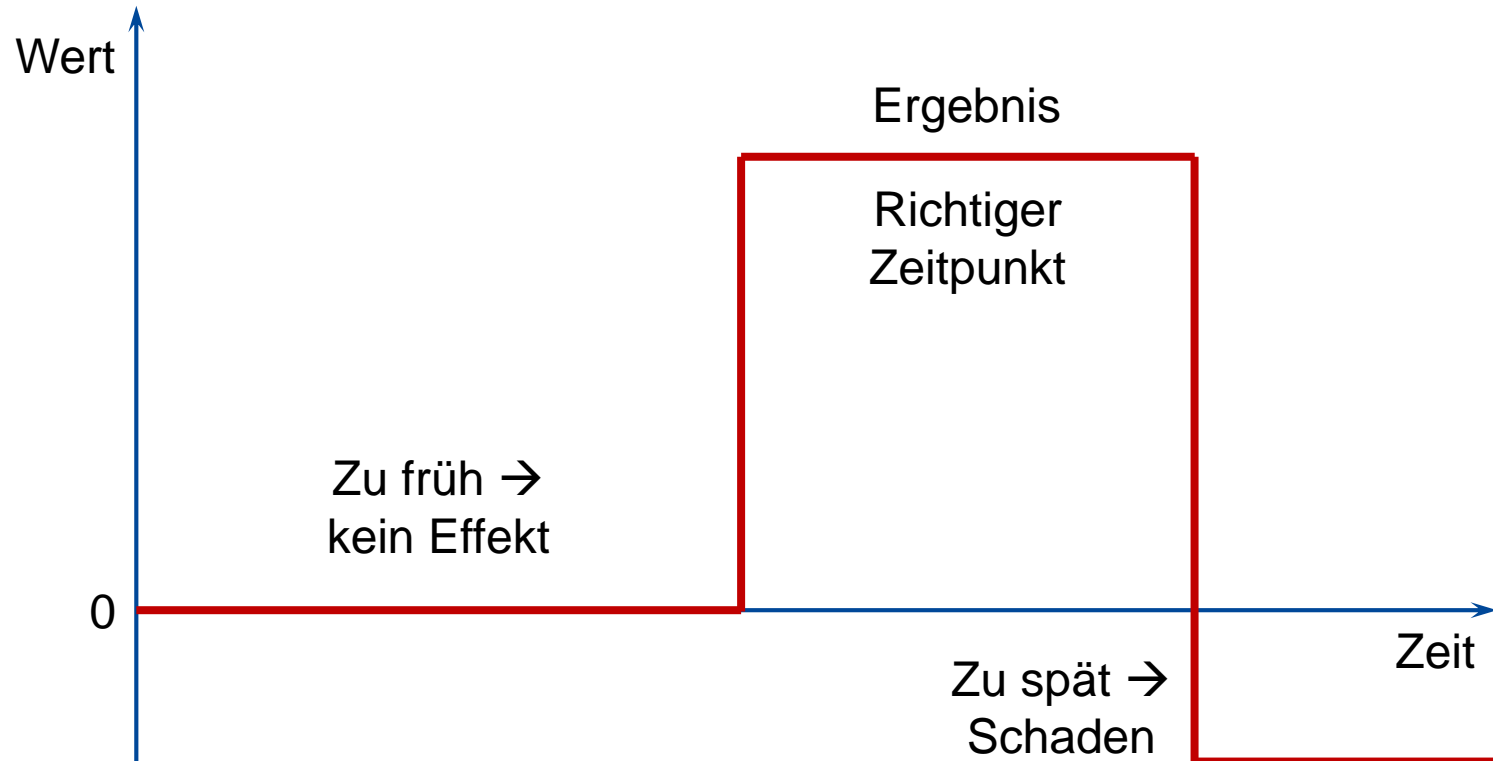 Wert
Ergebnis
Richtiger
Zeitpunkt
Zu früh →
kein Effekt
0
Zeit
Zu spät →
Schaden